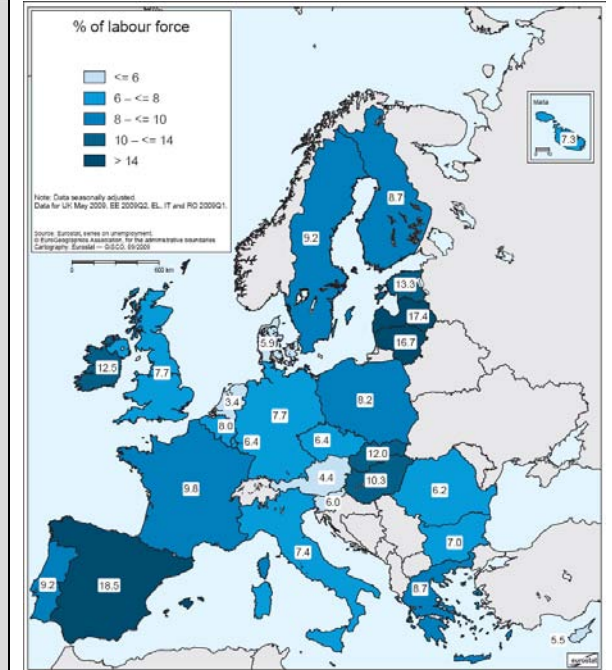 % of labour force
<= 6
6 – <= 8
8 – <= 10
10 – <= 14
> 14
Note: Data seasonally adjusted.
Data for UK May 2009, EE 2009Q2, EL, IT and RO 2009Q1.
Source: Eurostat, series on unemployment.
© EuroGeographics Association, for the administrative boundaries
Cartography: Eurostat — GISCO, 09/2009
0 600 km
Malta
7.3
0
8.7
9.2
13.3
17.4
16.7
5.9
12.5
7.7
3.4
8.0
7.7
8.2
6.4
6.4
12.0
4.4
10.3
9.8
6.0
6.2
7.4
7.0
9.2
18.5
8.7
5.5
eurostat